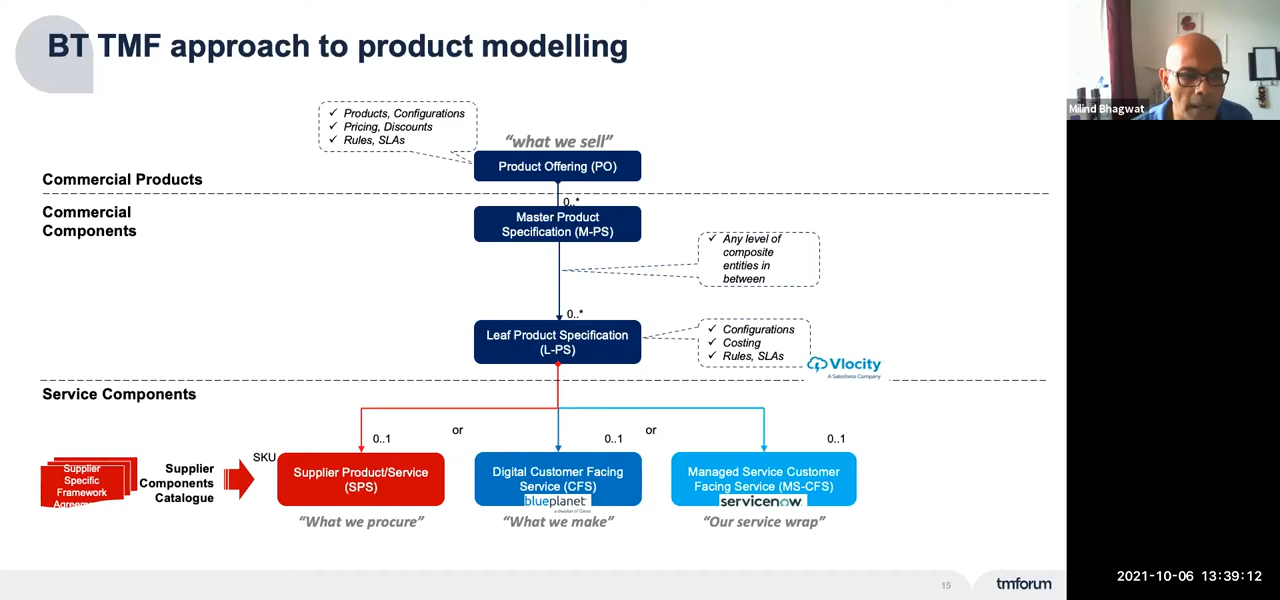 BT TMF approach to product modelling
Milind Bhagwat
✓ Products, Configurations
✓ Pricing, Discounts
✓ Rules, SLAs
“what we sell”
Product Offering (PO)
Commercial Products
0..*
Commercial
Components
Master Product
Specification (M-PS)
✓ Any level of
composite
entities in
between
0..*
Leaf Product Specification
(L-PS)
✓ Configurations
✓ Costing
✓ Rules, SLAs
Vlocity
A Salesforce Company
Service Components
or
or
0..1
0..1
0..1
SKU
Supplier
Specific
Framework
Supplier
Components
Catalogue
Supplier Product/Service
(SPS)
Digital Customer Facing
Service (CFS)
blueplanet
Managed Service Customer
Facing Service (MS-CFS)
servicenow
“What we procure”
“What we make”
“Our service wrap”
15
tmforum
2021-10-06 13:39:12